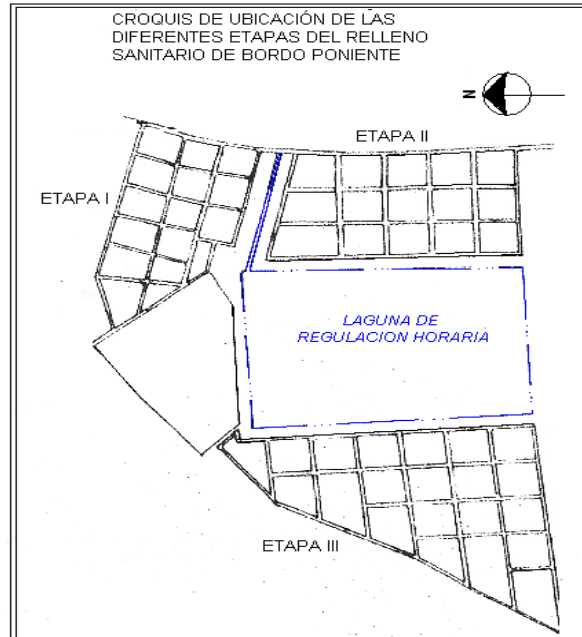 CROQUIS DE UBICACIÓN DE LAS
DIFERENTES ETAPAS DEL RELLENO
SANITARIO DE BORDO PONIENTE
N
ETAPA II
ETAPA I
LAGUNA DE
REGULACION HORARIA
ETAPA III